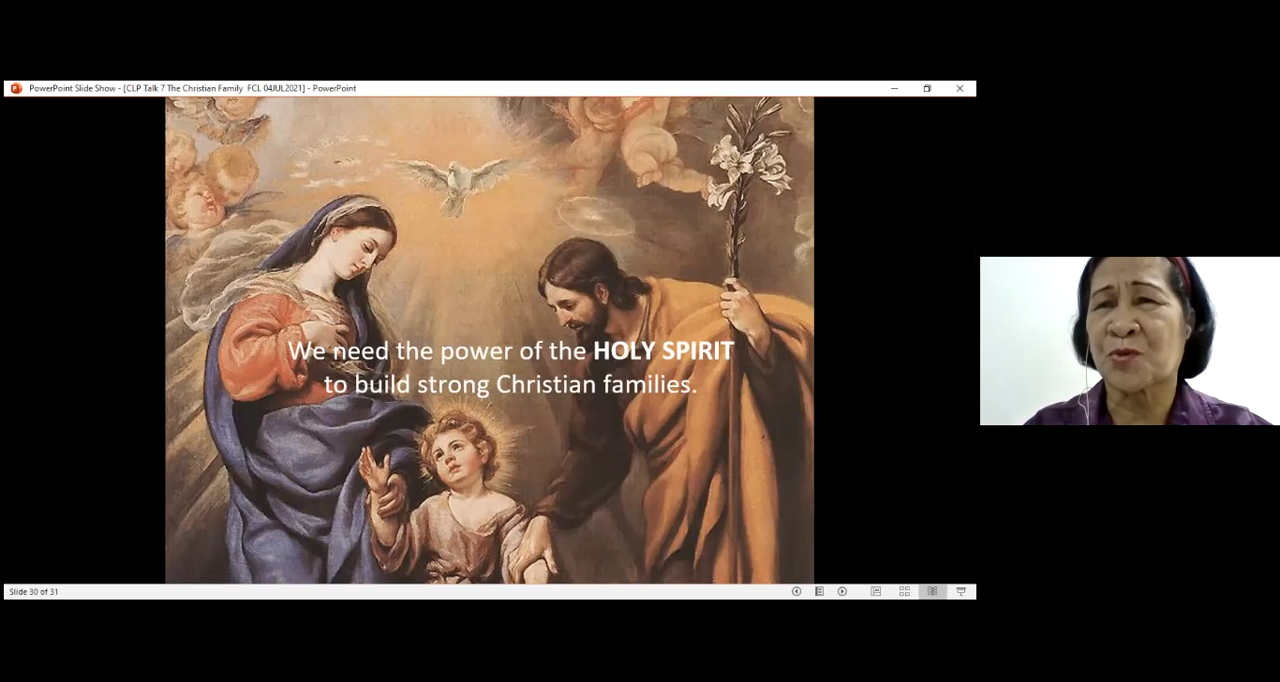 PowerPoint Slide Show - [CLP Talk 7 The Christian Family  FCL 04JUL2021] - PowerPoint
We need the power of the HOLY SPIRIT
to build strong Christian families.
Slide 30 of 31